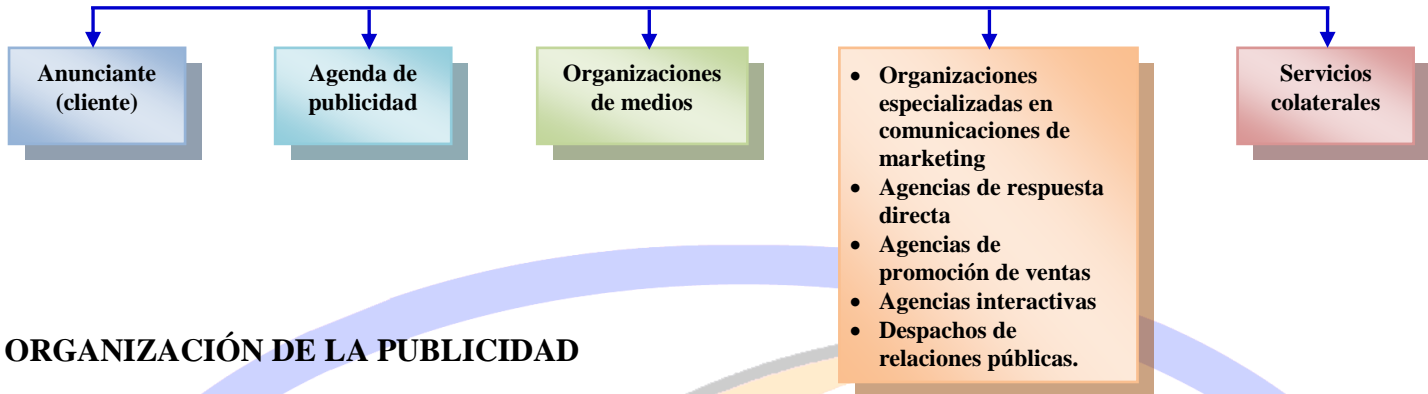 Anunciante
(cliente)
Agenda de
publicidad
Organizaciones
de medios
• Organizaciones
especializadas en
comunicaciones de
marketing
• Agencias de respuesta
directa
• Agencias de
promoción de ventas
• Agencias interactivas
• Despachos de
relaciones públicas.
Servicios
colaterales
ORGANIZACIÓN DE LA PUBLICIDAD